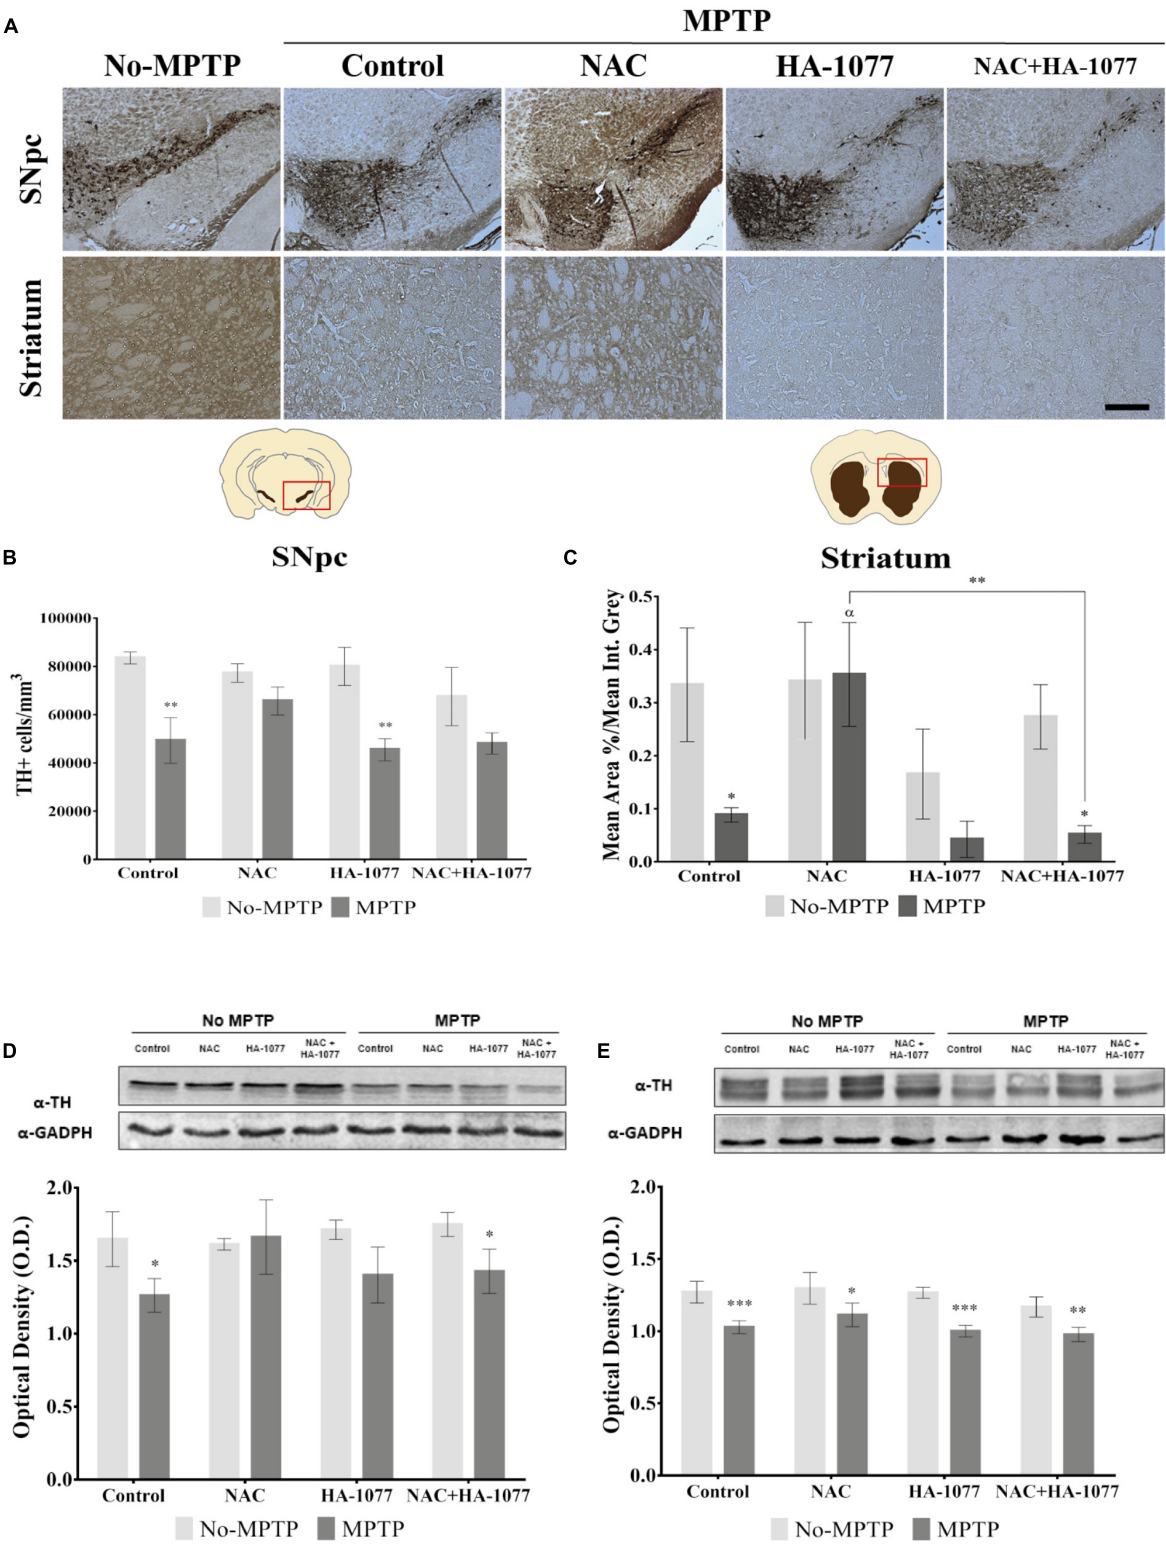 A
MPTP
No-MPTP Control NAC HA-1077 NAC+HA-1077
SNpc
Striatum
B
SNpc
TH+ cells/mm3
100000
80000
60000
40000
20000
0
**
**
Control NAC HA-1077 NAC+HA-1077
No-MPTP MPTP
C
Striatum
Mean Area %/Mean Int. Grey
0.5
0.4
0.3
0.2
0.1
0.0
**
α
*
*
Control NAC HA-1077 NAC+HA-1077
No-MPTP MPTP
D
No MPTP MPTP
Control NAC HA-1077 NAC + HA-1077 Control NAC HA-1077 NAC + HA-1077
α-TH
α-GADPH
Optical Density (O.D.)
2.0
1.5
1.0
0.5
0.0
*
*
Control NAC HA-1077 NAC+HA-1077
No-MPTP MPTP
E
No MPTP MPTP
Control NAC HA-1077 NAC + HA-1077 Control NAC HA-1077 NAC + HA-1077
α-TH
α-GADPH
Optical Density (O.D.)
2.0
1.5
1.0
0.5
0.0
***
*
***
**
Control NAC HA-1077 NAC+HA-1077
No-MPTP MPTP